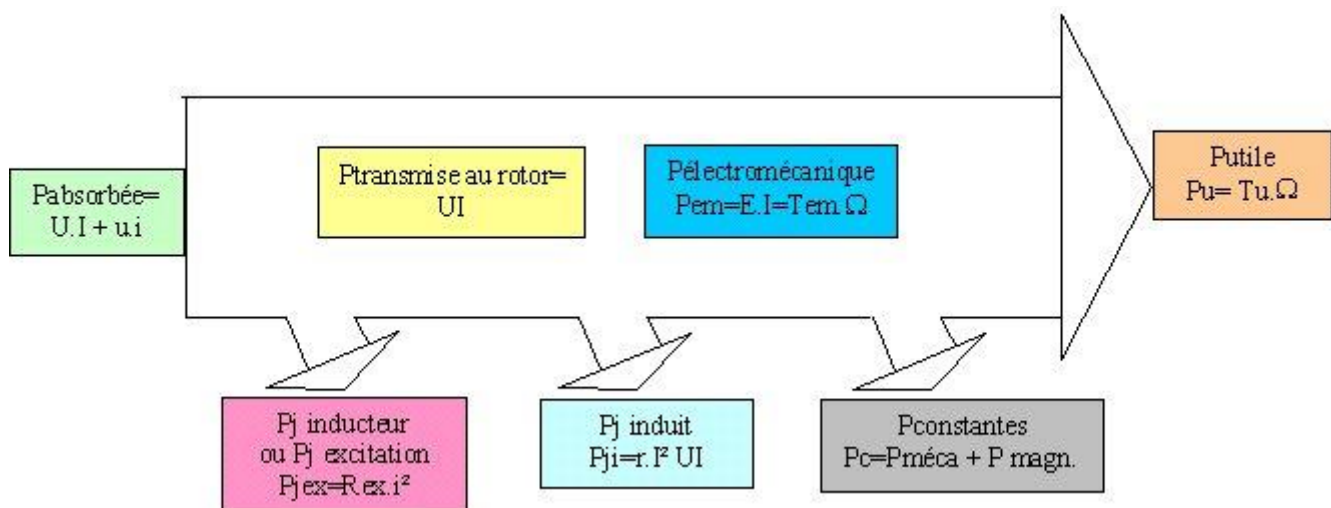 Pabsorbée=
U.I + u.i
Ptransmise au rotor=
UI
Pélectromécanique
Pem=E.I=Tem.Ω
Putile
Pu= Tu.Ω
Pj inducteur
ou Pj excitation
Pjex=Rex.i²
Pj induit
Pji=r.I² UI
Pconstantes
Pc=Pméca + P magn.